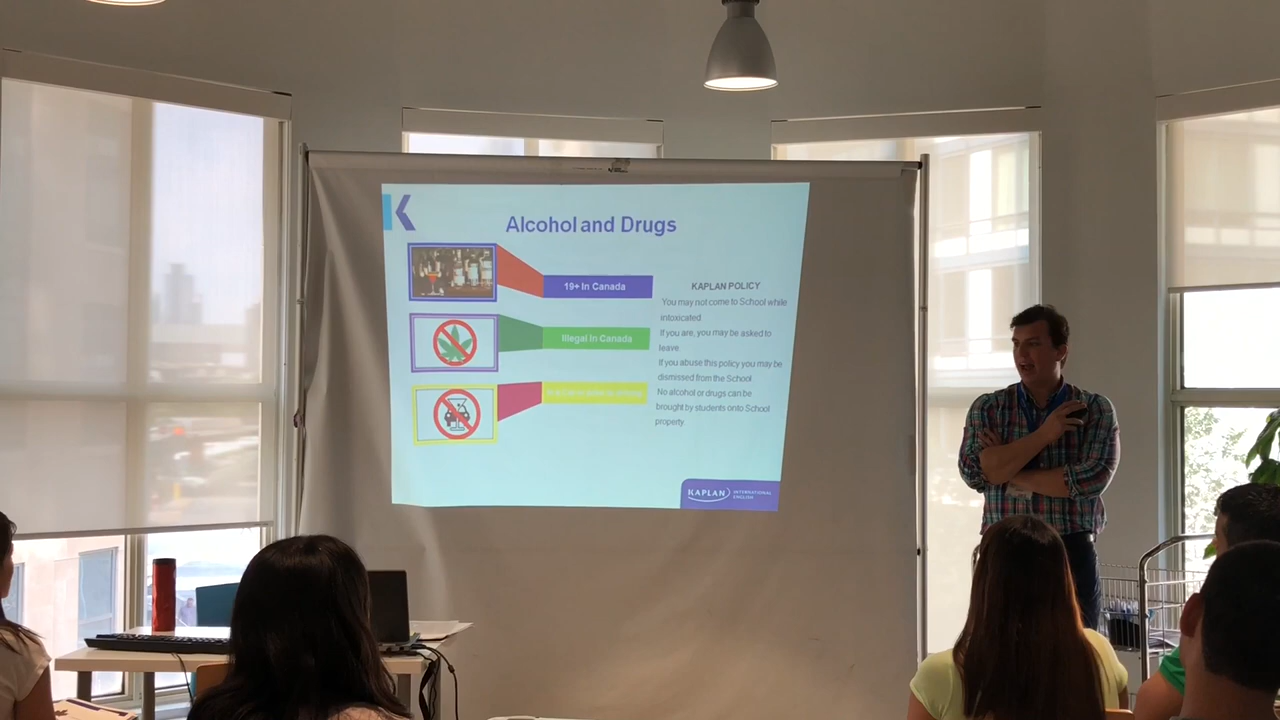 Alcohol and Drugs
19+ In Canada
Illegal In Canada
KAPLAN POLICY
You may not come to School while
intoxicated
If you are, you may be asked to
leave.
If you abuse this policy you may be
dismissed from the School
No alcohol or drugs can be
brought by students onto School
property.
KAPLAN INTERNATIONAL
ENGLISH